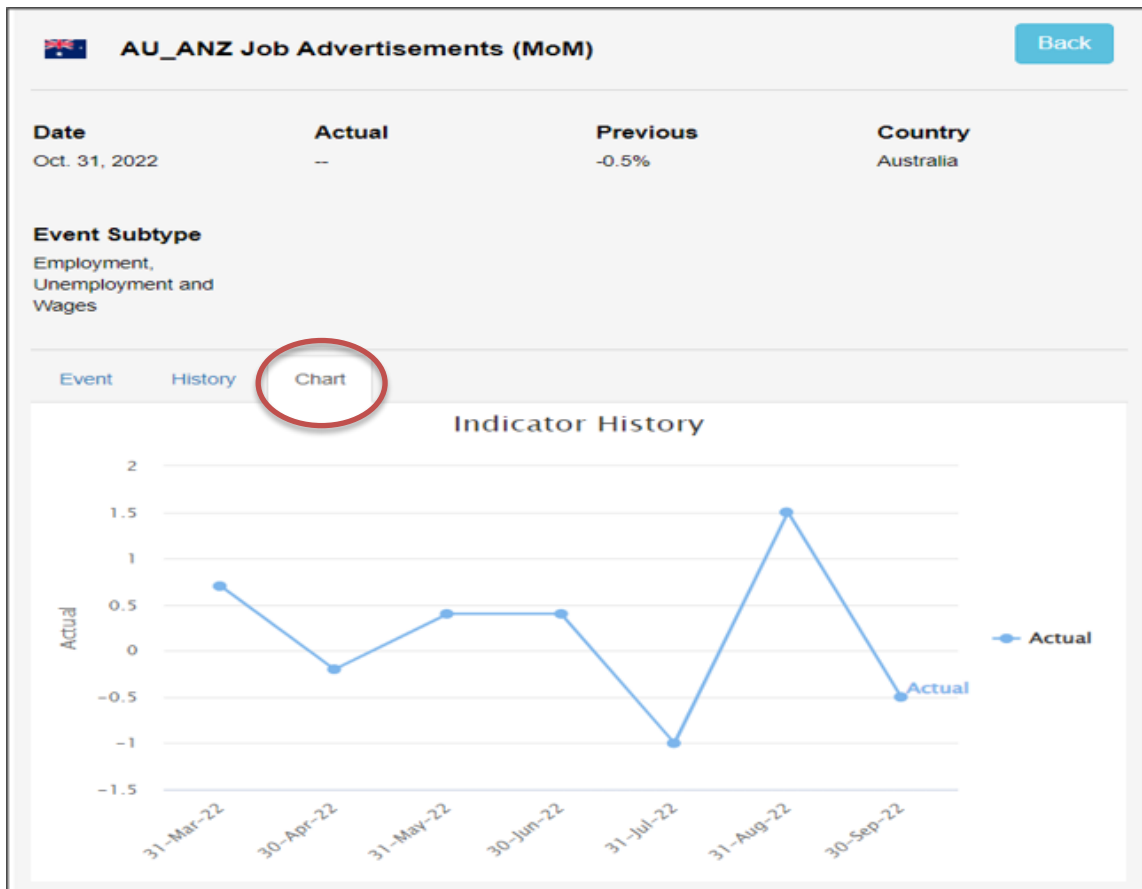 AU_ANZ Job Advertisements (MoM)
Back
Date
Actual
Previous
Country
Oct. 31, 2022
--
-0.5%
Australia
Event Subtype
Employment,
Unemployment and
Wages
Event
History
Chart
Indicator History
2
1.5
1
0.5
0
-0.5
-1
-1.5
Actual
Actual
Actual
31-Mar-22
30-Apr-22
31-May-22
30-Jun-22
31-Jul-22
31-Aug-22
30-Sep-22